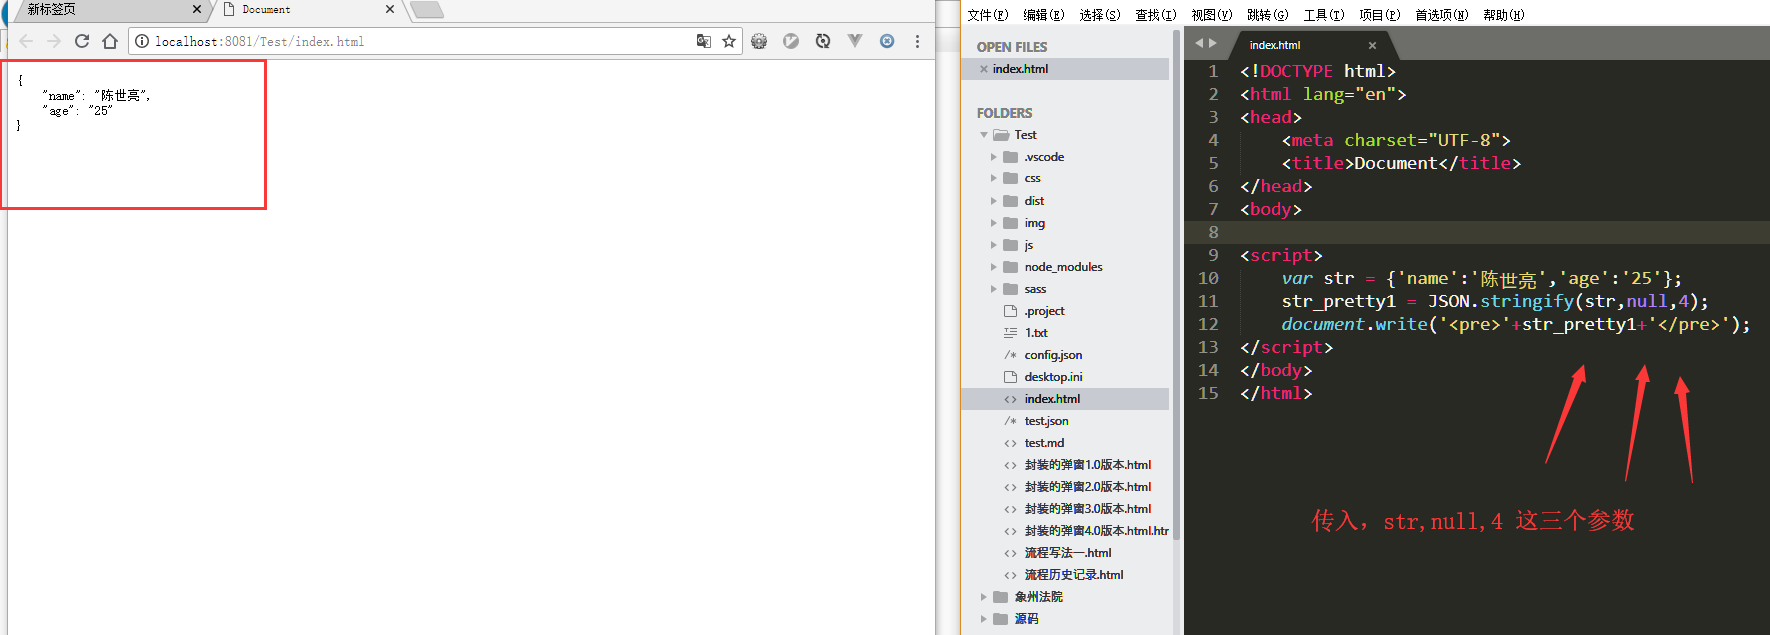 新标签页
Document
localhost:8081/Test/index.html
{
"name": "陈世亮",
"age": "25"
}
文件(F) 编辑(E) 选择(S) 查找(I) 视图(V) 跳转(G) 工具(T) 项目(P) 首选项(N) 帮助(H)
OPEN FILES
index.html
FOLDERS
Test
.vscode
css
dist
img
js
node_modules
sass
.project
1.txt
config.json
desktop.ini
index.html
test.json
test.md
封装的弹窗1.0版本.html
封装的弹窗2.0版本.html
封装的弹窗3.0版本.html
封装的弹窗4.0版本.html.htr
流程写法一.html
流程历史记录.html
象州法院
源码
index.html
1 <!DOCTYPE html>
2 <html lang="en">
3 <head>
4 <meta charset="UTF-8">
5 <title>Document</title>
6 </head>
7 <body>
8
9 <script>
10 var str = {'name':'陈世亮','age':'25'};
11 str_pretty1 = JSON.stringify(str,null,4);
12 document.write('<pre>'+str_pretty1+'</pre>');
13 </script>
14 </body>
15 </html>
传入，str,null,4 这三个参数